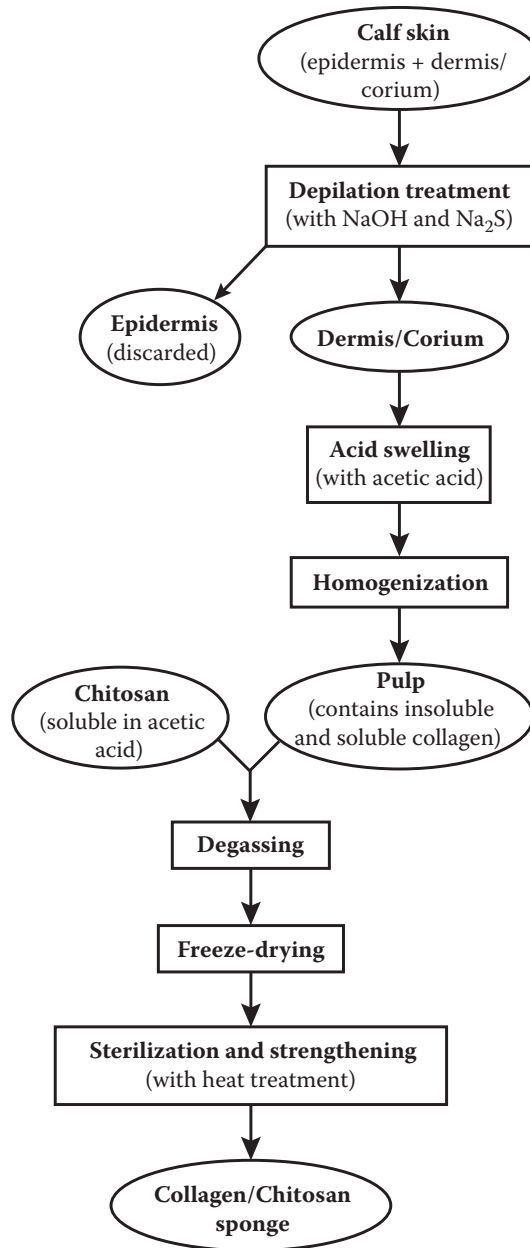 Calf skin
(epidermis + dermis/
corium)
Depilation treatment
(with NaOH and Na₂S)
Epidermis
(discarded)
Dermis/Corium
Acid swelling
(with acetic acid)
Homogenization
Chitosan
(soluble in acetic
acid)
Pulp
(contains insoluble
and soluble collagen)
Degassing
Freeze-drying
Sterilization and strengthening
(with heat treatment)
Collagen/Chitosan
sponge